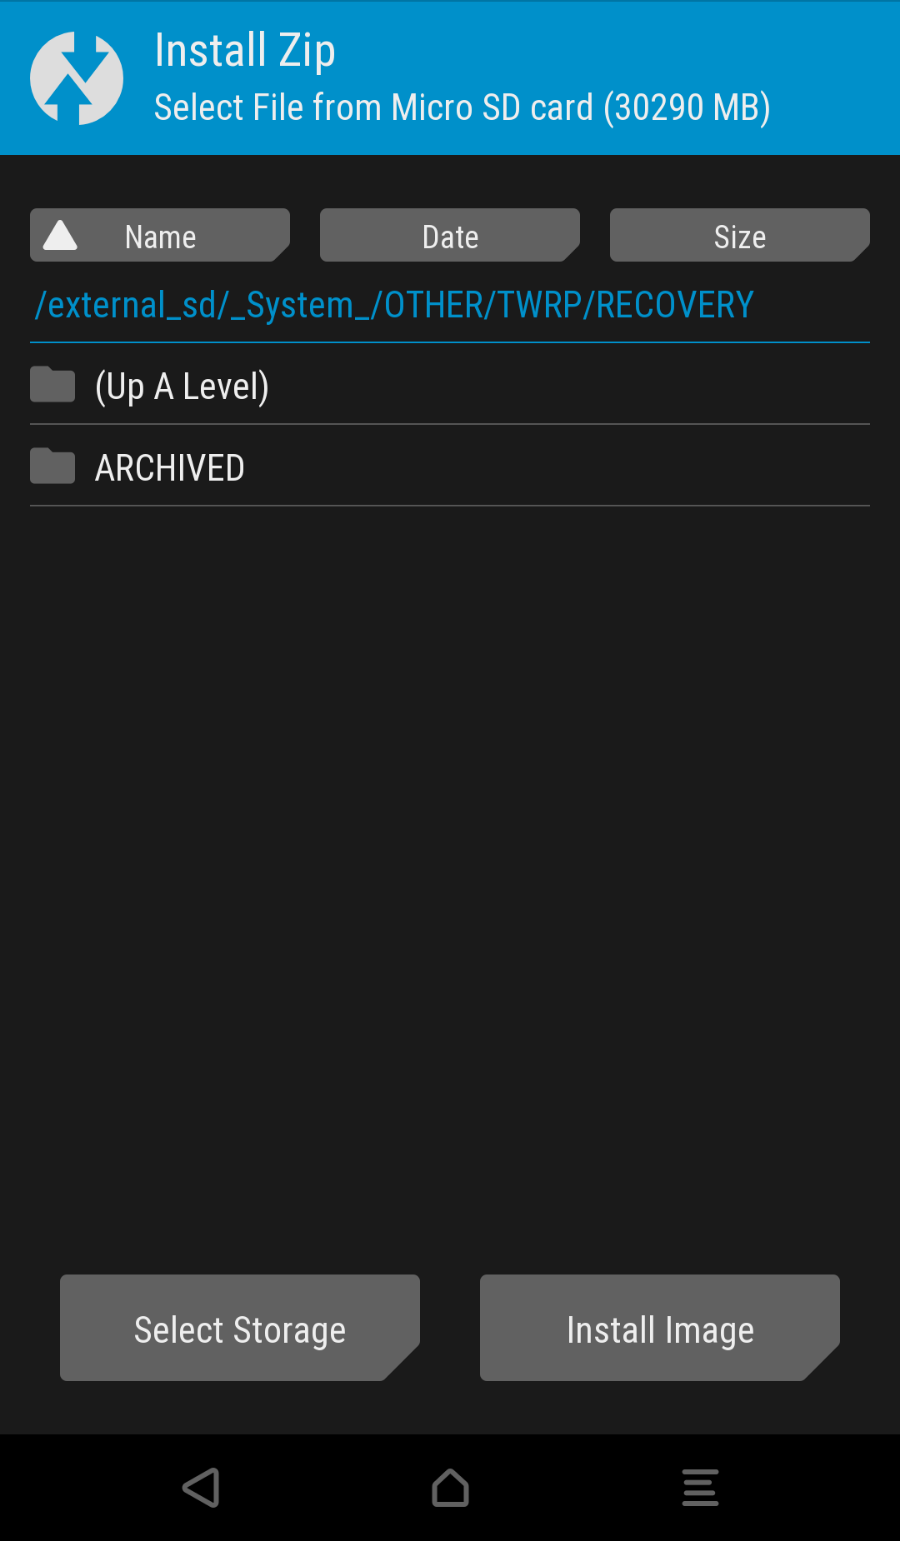 Install Zip
Select File from Micro SD card (30290 MB)
Name Date Size
/external_sd/_System_/OTHER/TWRP/RECOVERY
(Up A Level)
ARCHIVED
Select Storage Install Image